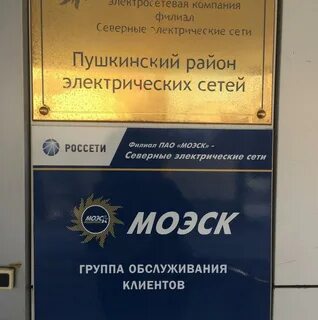 электросетевая компания
филиал
Северные электрические сети
Пушкинский район
электрических сетей
РОССЕТИ
Филиал ПАО «МОЭСК» -
Северные электрические сети
МОЭСК
МОЭСК
ГРУППА ОБСЛУЖИВАНИЯ
КЛИЕНТОВ